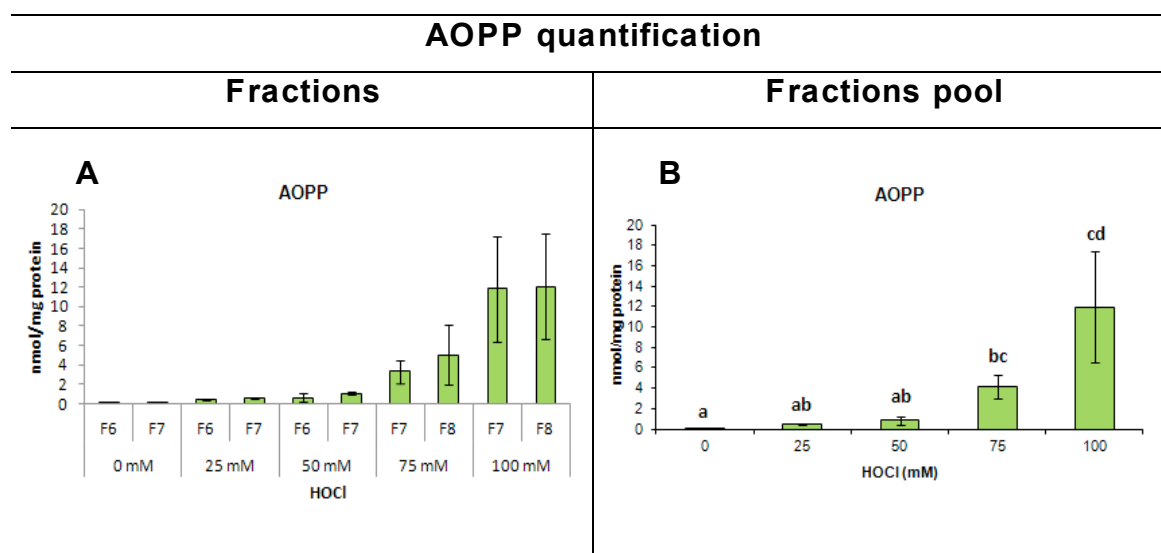 AOPP quantification
Fractions
Fractions pool
A
AOPP
nmol/mg protein
20
18
16
14
12
10
8
6
4
2
0
F6 F7 F6 F7 F6 F7 F7 F8 F7 F8
0 mM 25 mM 50 mM 75 mM 100 mM
HOCl
B
AOPP
nmol/mg protein
20
18
16
14
12
10
8
6
4
2
0
a ab ab bc cd
0 25 50 75 100
HOCl (mM)